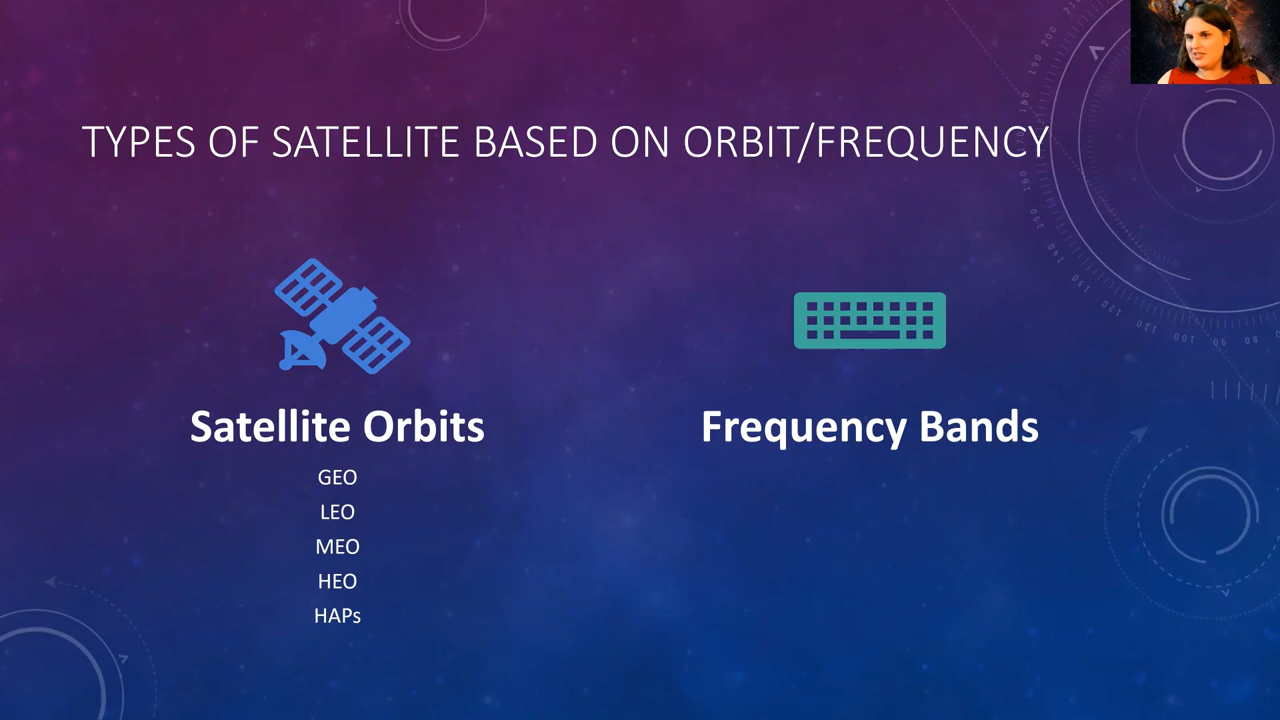 TYPES OF SATELLITE BASED ON ORBIT/FREQUENCY
Satellite Orbits
GEO
LEO
MEO
HEO
HAPs
Frequency Bands